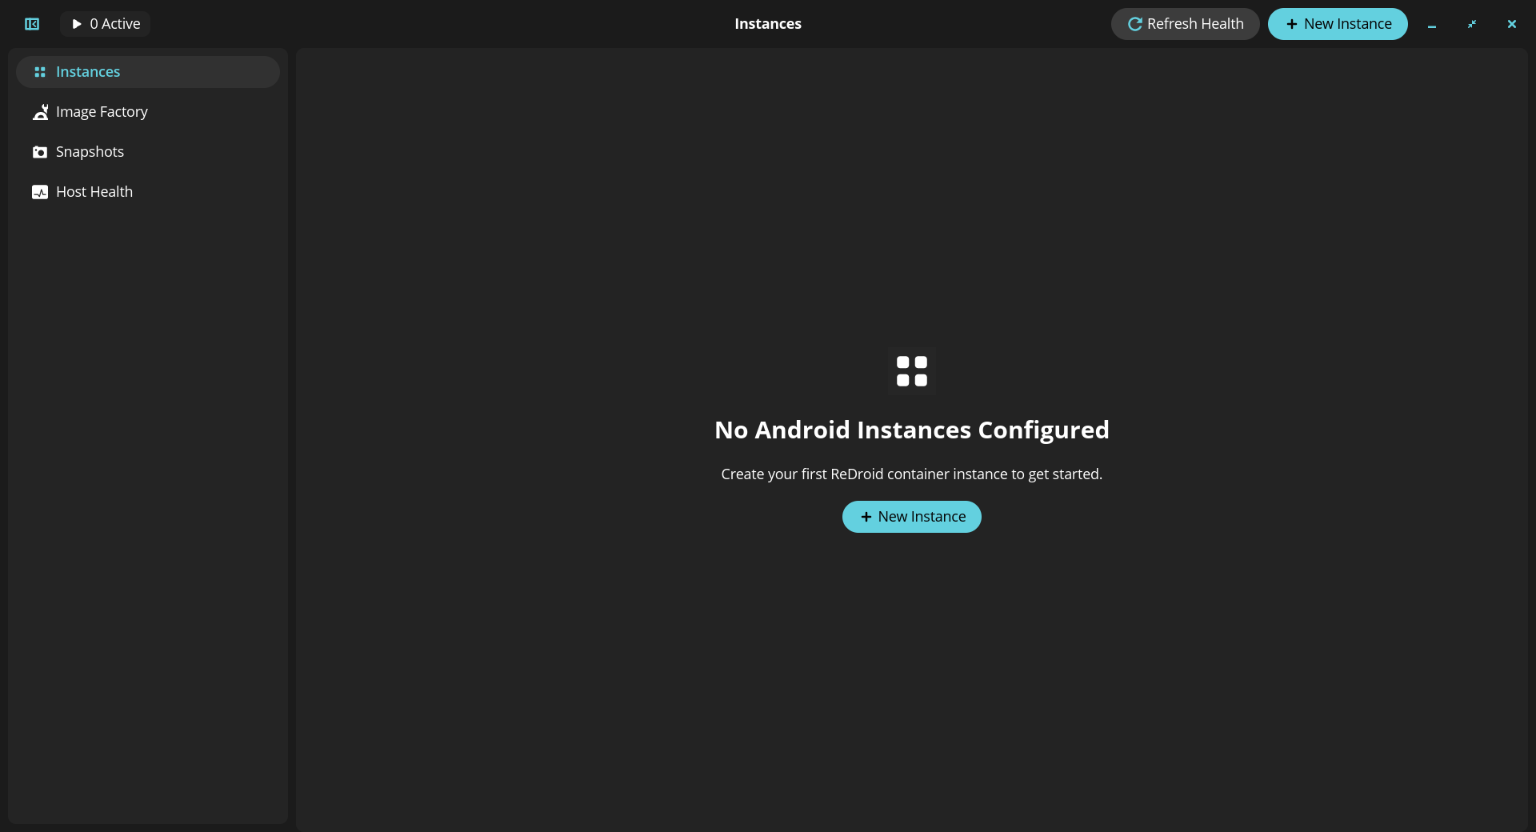 0 Active
Instances
Refresh Health
New Instance
Instances
Image Factory
Snapshots
Host Health
No Android Instances Configured
Create your first ReDroid container instance to get started.
New Instance